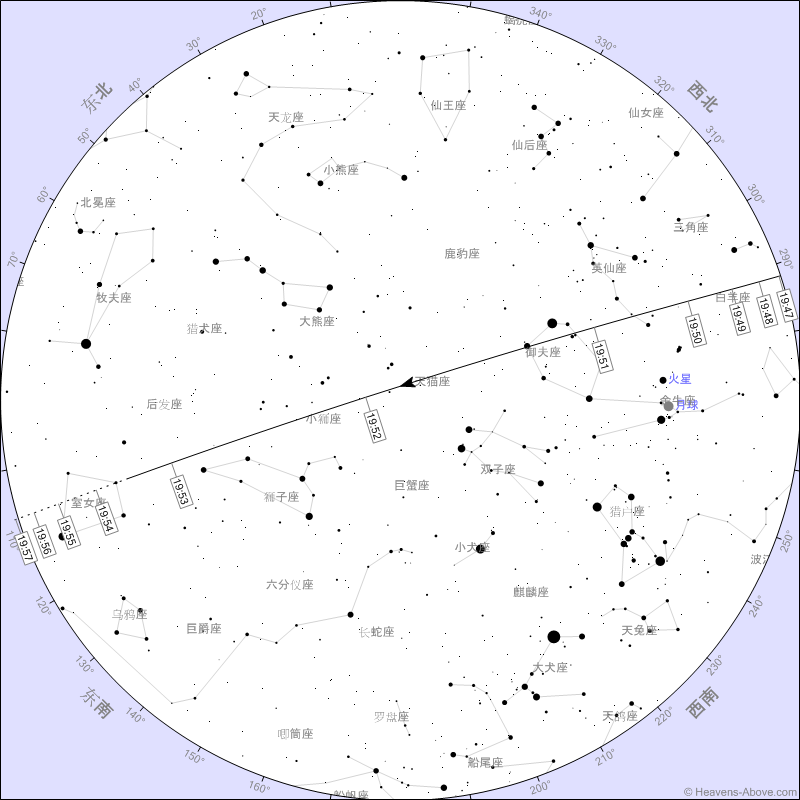 340°
20°
30°
330°
东北
40°
320°
西北
仙王座
仙女座
天龙座
50°
310°
仙后座
小熊座
60°
300°
北冕座
三角座
鹿豹座
70°
290°
英仙座
牧夫座
白羊座
19:47
19:48
19:49
19:50
大熊座
猎犬座
御夫座
19:51
天猫座
火星
金牛座
月球
后发座
小狮座
19:52
双子座
巨蟹座
狮子座
19:53
室女座
19:54
19:55
19:56
19:57
110°
猎户座
250°
小犬座
波江
六分仪座
麒麟座
120°
240°
乌鸦座
巨爵座
长蛇座
天兔座
130°
230°
大犬座
东南
西南
140°
220°
罗盘座
天鸽座
唧筒座
150°
210°
船尾座
160°
200°
船帆座
© Heavens-Above.com